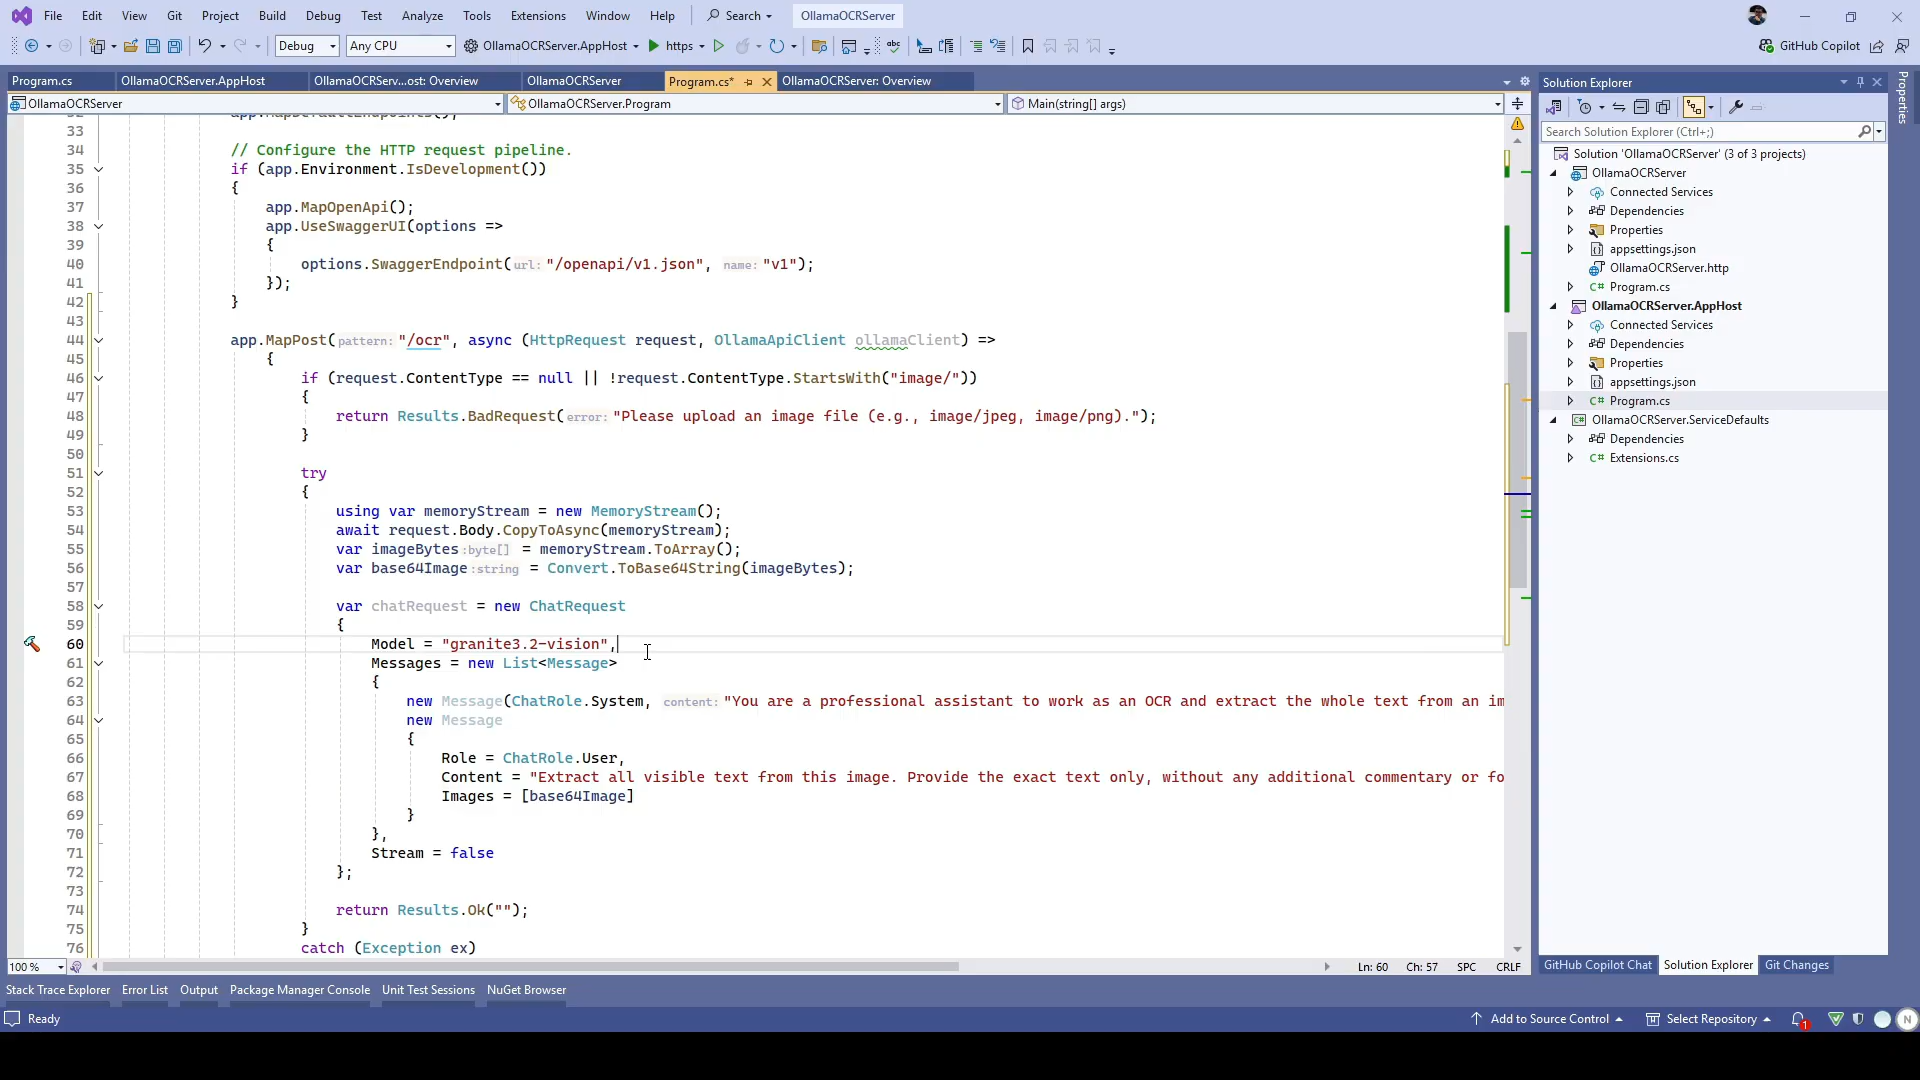 File Edit View Git Project Build Debug Test Analyze Tools Extensions Window Help Search OllamaOCRServer
Debug Any CPU OllamaOCRServer.AppHost https GitHub Copilot
Program.cs OllamaOCRServer.AppHost OllamaOCRServ...ost: Overview OllamaOCRServer Program.cs* OllamaOCRServer: Overview
OllamaOCRServer OllamaOCRServer.Program Main(string[] args)
33
34 // Configure the HTTP request pipeline.
35 if (app.Environment.IsDevelopment())
36 {
37 app.MapOpenApi();
38 app.UseSwaggerUI(options =>
39 {
40 options.SwaggerEndpoint(url: "/openapi/v1.json", name: "v1");
41 });
42 }
43
44 app.MapPost(pattern: "/ocr", async (HttpRequest request, OllamaApiClient ollamaClient) =>
45 {
46 if (request.ContentType == null || !request.ContentType.StartsWith("image/"))
47 {
48 return Results.BadRequest(error: "Please upload an image file (e.g., image/jpeg, image/png).");
49 }
50
51 try
52 {
53 using var memoryStream = new MemoryStream();
54 await request.Body.CopyToAsync(memoryStream);
55 var imageBytes :byte[] = memoryStream.ToArray();
56 var base64Image :string = Convert.ToBase64String(imageBytes);
57
58 var chatRequest = new ChatRequest
59 {
60 Model = "granite3.2-vision",
61 Messages = new List<Message>
62 {
63 new Message(ChatRole.System, content: "You are a professional assistant to work as an OCR and extract the whole text from an im
64 new Message
65 {
66 Role = ChatRole.User,
67 Content = "Extract all visible text from this image. Provide the exact text only, without any additional commentary or fo
68 Images = [base64Image]
69 }
70 },
71 Stream = false
72 };
73
74 return Results.Ok("");
75 }
76 catch (Exception ex)
100 % Ln: 60 Ch: 57 SPC CRLF
Stack Trace Explorer Error List Output Package Manager Console Unit Test Sessions NuGet Browser
Ready Add to Source Control Select Repository 1 N
Solution Explorer
Search Solution Explorer (Ctrl+;)
Solution 'OllamaOCRServer' (3 of 3 projects)
OllamaOCRServer
Connected Services
Dependencies
Properties
appsettings.json
OllamaOCRServer.http
C# Program.cs
OllamaOCRServer.AppHost
Connected Services
Dependencies
Properties
appsettings.json
C# Program.cs
OllamaOCRServer.ServiceDefaults
Dependencies
C# Extensions.cs
GitHub Copilot Chat Solution Explorer Git Changes
Properties